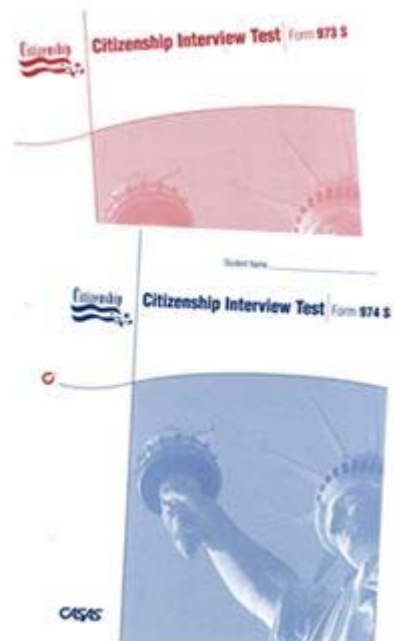 Citizenship
Citizenship Interview Test Form 973 S
Student Name
Citizenship
Citizenship Interview Test Form 974 S
CASAS